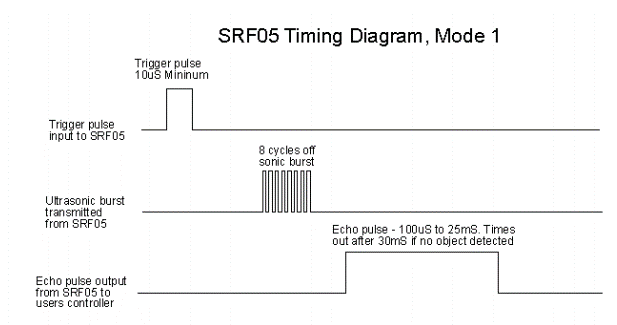 SRF05 Timing Diagram, Mode 1
Trigger pulse
10uS Mininum
Trigger pulse
input to SRF05
8 cycles off
sonic burst
Ultrasonic burst
transmitted
from SRF05
Echo pulse - 100uS to 25mS. Times
out after 30mS if no object detected
Echo pulse output
from SRF05 to
users controller